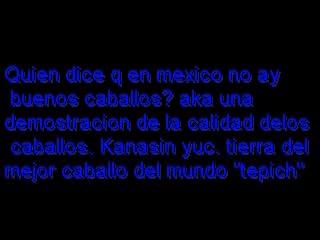 Quien dice q en mexico no ay
buenos caballos? aka una
demostracion de la calidad delos
caballos. Kanasin yuc. tierra del
mejor caballo del mundo "tepich"